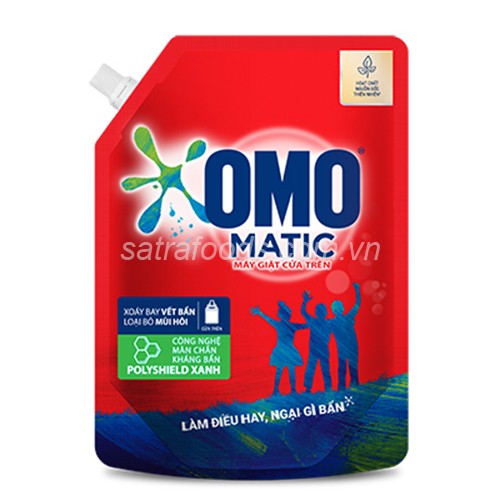 HOẠT CHẤT
NGUỒN GỐC
THIÊN NHIÊN*
OMO
MATIC
MÁY GIẶT CỬA TRÊN
satrafoods.com.vn
XOÁY BAY VẾT BẨN
LOẠI BỎ MÙI HÔI
CỬA TRÊN
CÔNG NGHỆ
MÀN CHẮN
KHÁNG BẨN
POLYSHIELD XANH
LÀM ĐIỀU HAY, NGẠI GÌ BẨN